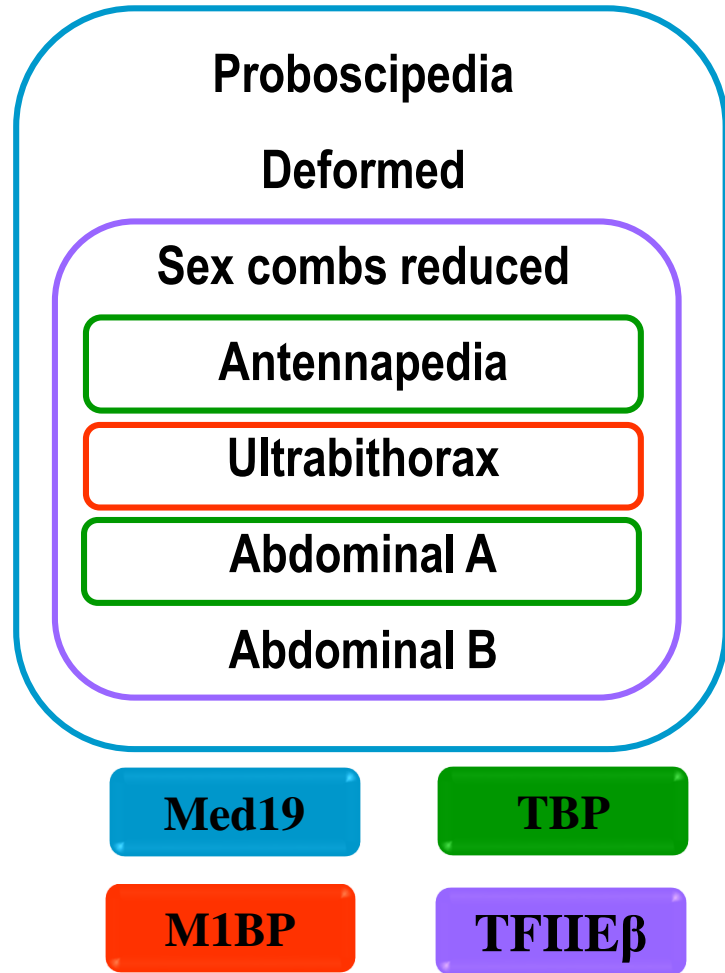 Proboscipedia
Deformed
Sex combs reduced
Antennapedia
Ultrabithorax
Abdominal A
Abdominal B
Med19
TBP
M1BP
TFIIEβ